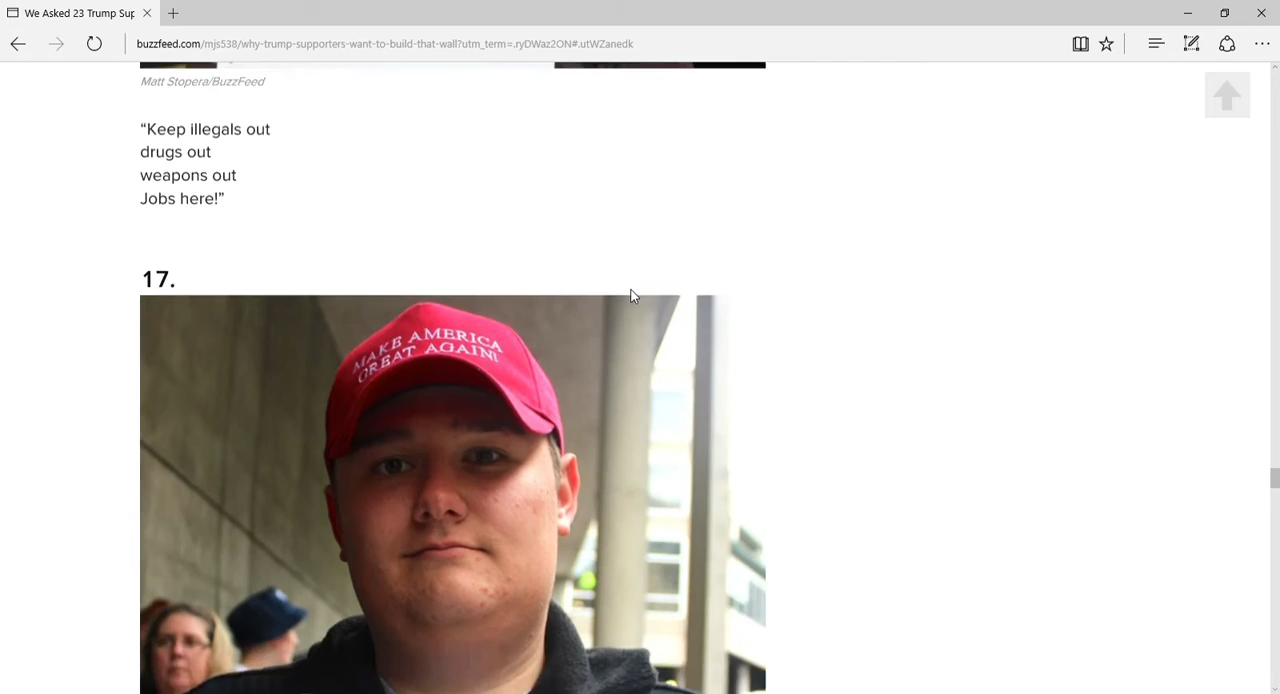 We Asked 23 Trump Sup
buzzfeed.com/mjs538/why-trump-supporters-want-to-build-that-wall?utm_term=.ryDWaz2ON#.utWZanedk
Matt Stopera/BuzzFeed
“Keep illegals out
drugs out
weapons out
Jobs here!”
17.
MAKE AMERICA
GREAT AGAIN!